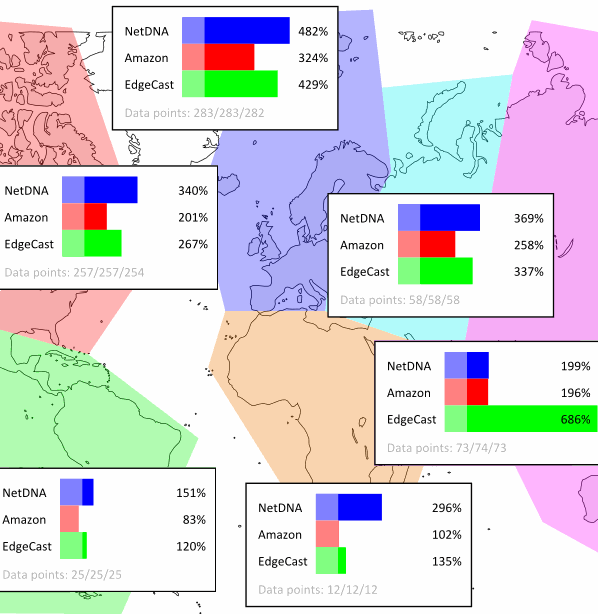 NetDNA 482%
Amazon 324%
EdgeCast 429%
Data points: 283/283/282
NetDNA 340%
Amazon 201%
EdgeCast 267%
Data points: 257/257/254
NetDNA 369%
Amazon 258%
EdgeCast 337%
Data points: 58/58/58
NetDNA 199%
Amazon 196%
EdgeCast 686%
Data points: 73/74/73
NetDNA 151%
Amazon 83%
EdgeCast 120%
Data points: 25/25/25
NetDNA 296%
Amazon 102%
EdgeCast 135%
Data points: 12/12/12